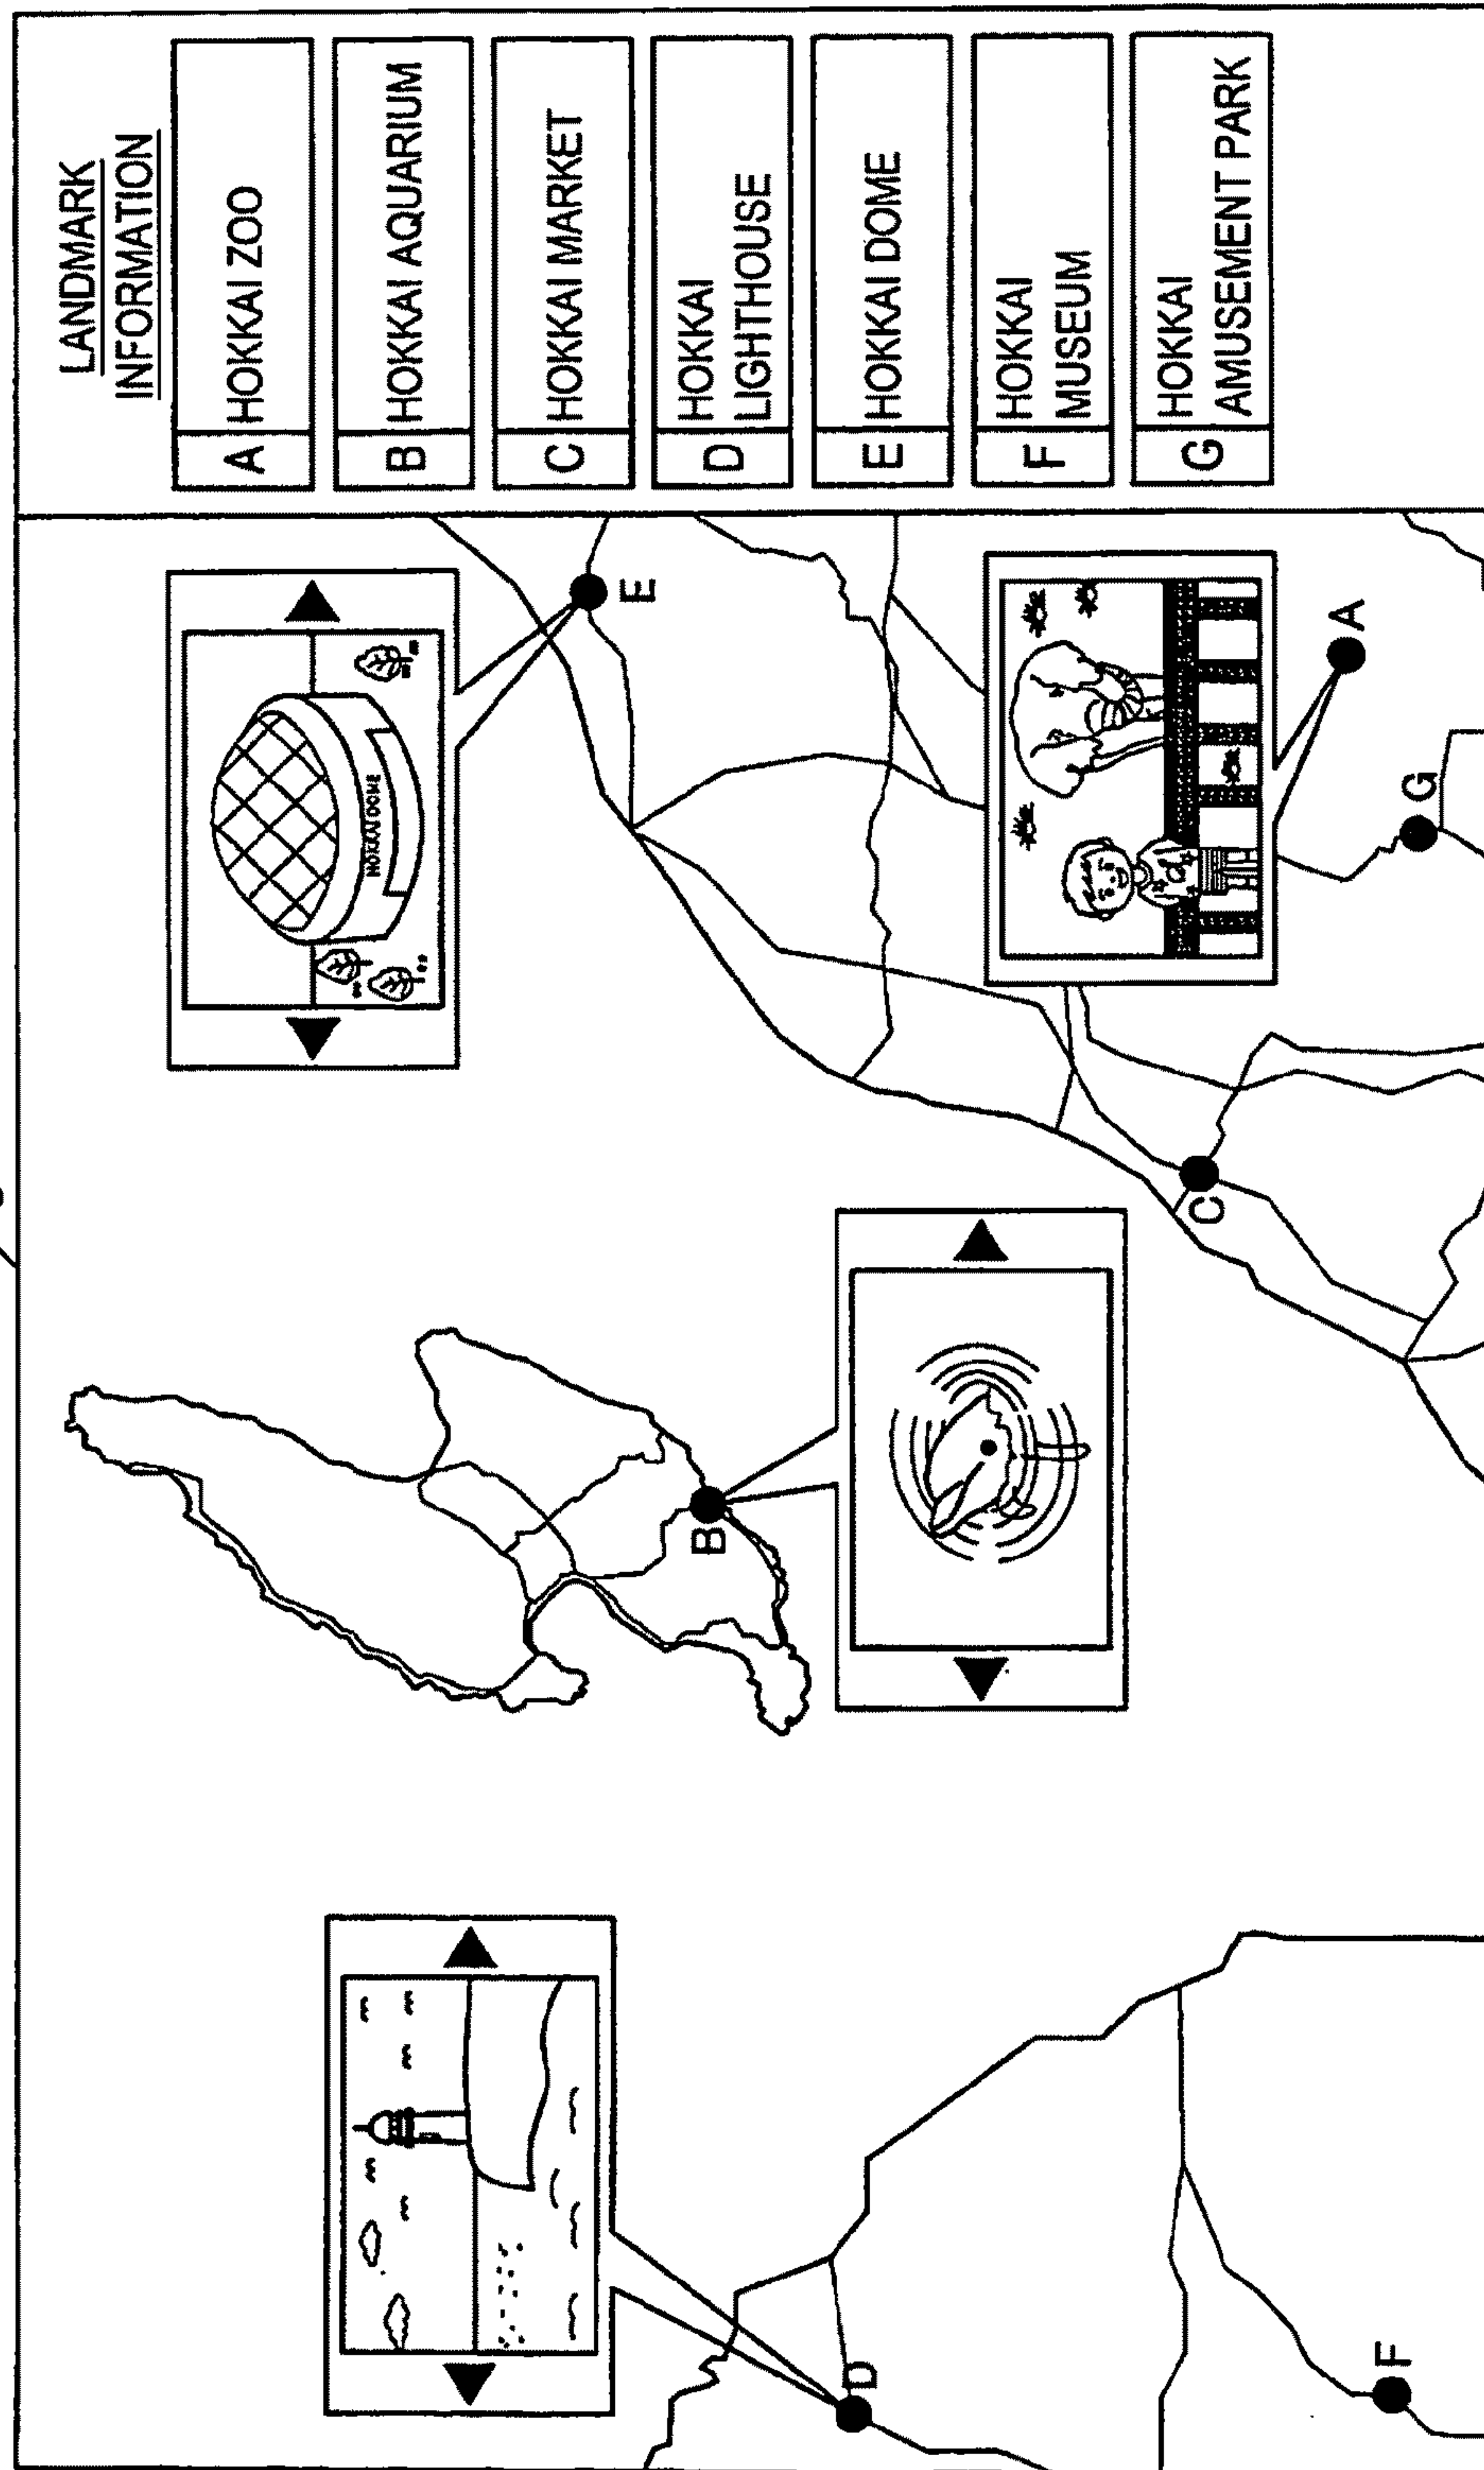 LANDMARK
INFORMATION
A HOKKAI ZOO
B HOKKAI AQUARIUM
C HOKKAI MARKET
D HOKKAI
LIGHTHOUSE
E HOKKAI DOME
F HOKKAI
MUSEUM
G HOKKAI
AMUSEMENT PARK
HOKKAI DOME
E
A
G
C
B
D
F